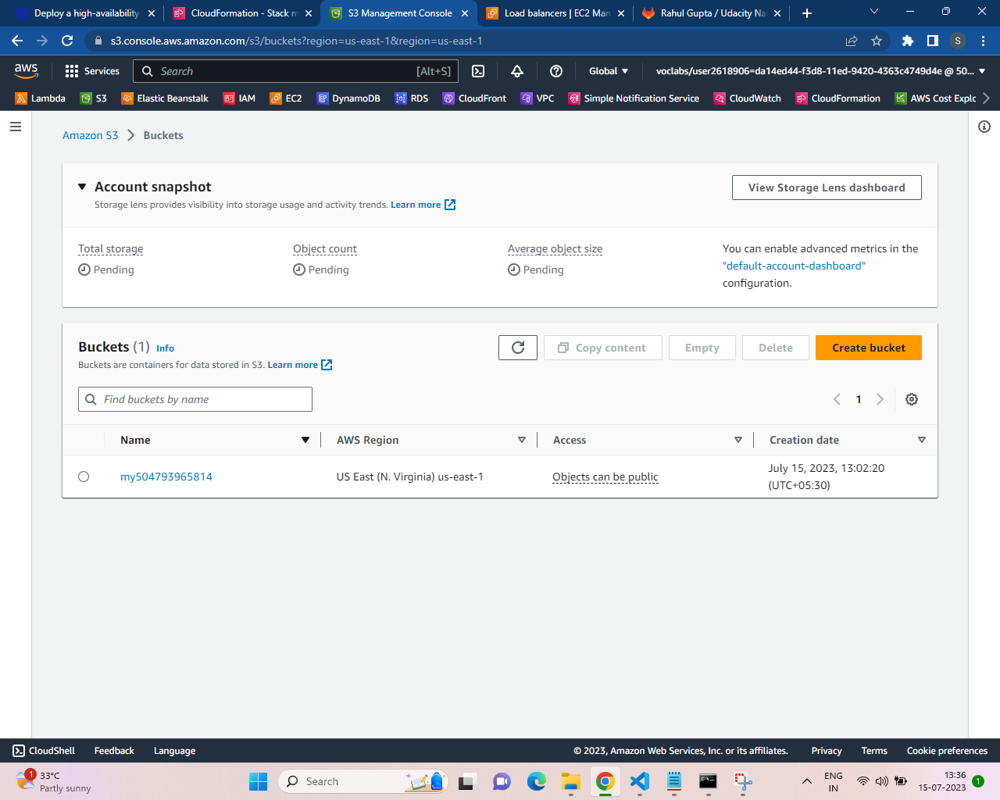 Deploy a high-availability
CloudFormation - Stack m
S3 Management Console
Load balancers | EC2 Man
Rahul Gupta / Udacity Na
s3.console.aws.amazon.com/s3/buckets?region=us-east-1&region=us-east-1
S
aws
Services
Search
[Alt+S]
Global
voclabs/user2618906=da14ed44-f3d8-11ed-9420-4363c4749d4e @ 50...
Lambda
S3
Elastic Beanstalk
IAM
EC2
DynamoDB
RDS
CloudFront
VPC
Simple Notification Service
CloudWatch
CloudFormation
AWS Cost Explo
Amazon S3
Buckets
Account snapshot
Storage lens provides visibility into storage usage and activity trends. Learn more
View Storage Lens dashboard
Total storage
Pending
Object count
Pending
Average object size
Pending
You can enable advanced metrics in the
"default-account-dashboard"
configuration.
Buckets (1) Info
Buckets are containers for data stored in S3. Learn more
Copy content
Empty
Delete
Create bucket
Find buckets by name
1
Name
AWS Region
Access
Creation date
my504793965814
US East (N. Virginia) us-east-1
Objects can be public
July 15, 2023, 13:02:20
(UTC+05:30)
CloudShell
Feedback
Language
© 2023, Amazon Web Services, Inc. or its affiliates.
Privacy
Terms
Cookie preferences
1
33°C
Partly sunny
Search
ENG
IN
13:36
15-07-2023
1